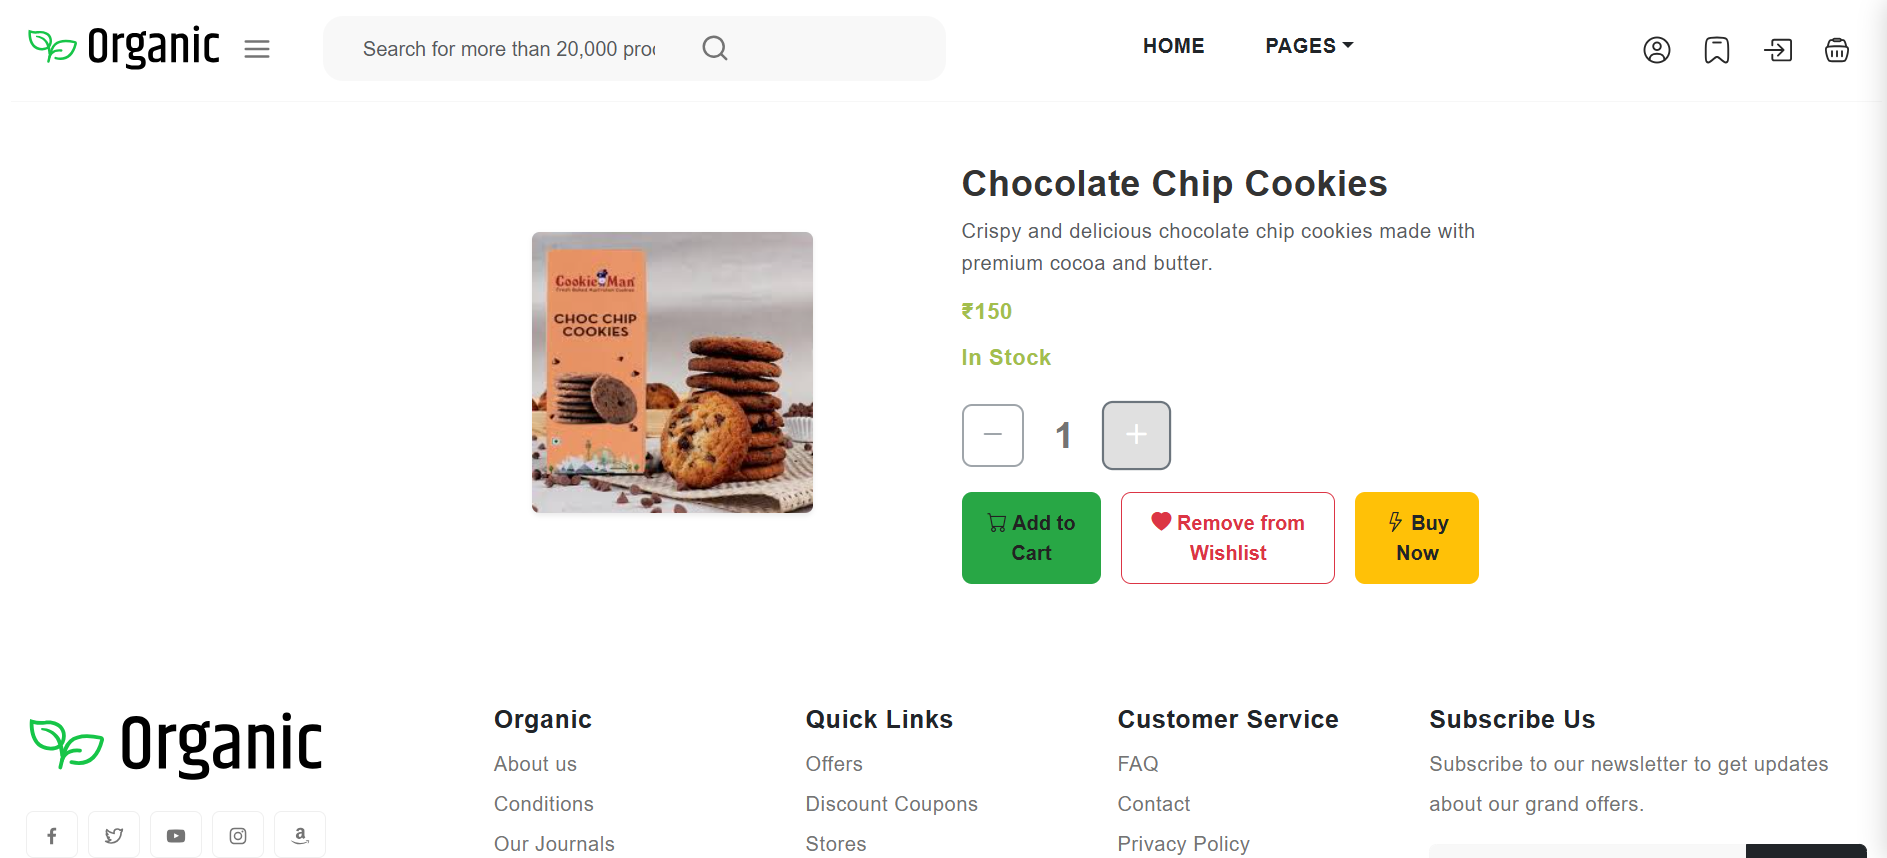 Organic
Search for more than 20,000 pro
HOME
PAGES
Chocolate Chip Cookies
Crispy and delicious chocolate chip cookies made with
premium cocoa and butter.
₹150
In Stock
Cookie Man
CHOC CHIP
COOKIES
1
Add to
Cart
Remove from
Wishlist
Buy
Now
Organic
Organic
About us
Conditions
Our Journals
Quick Links
Offers
Discount Coupons
Stores
Customer Service
FAQ
Contact
Privacy Policy
Subscribe Us
Subscribe to our newsletter to get updates
about our grand offers.